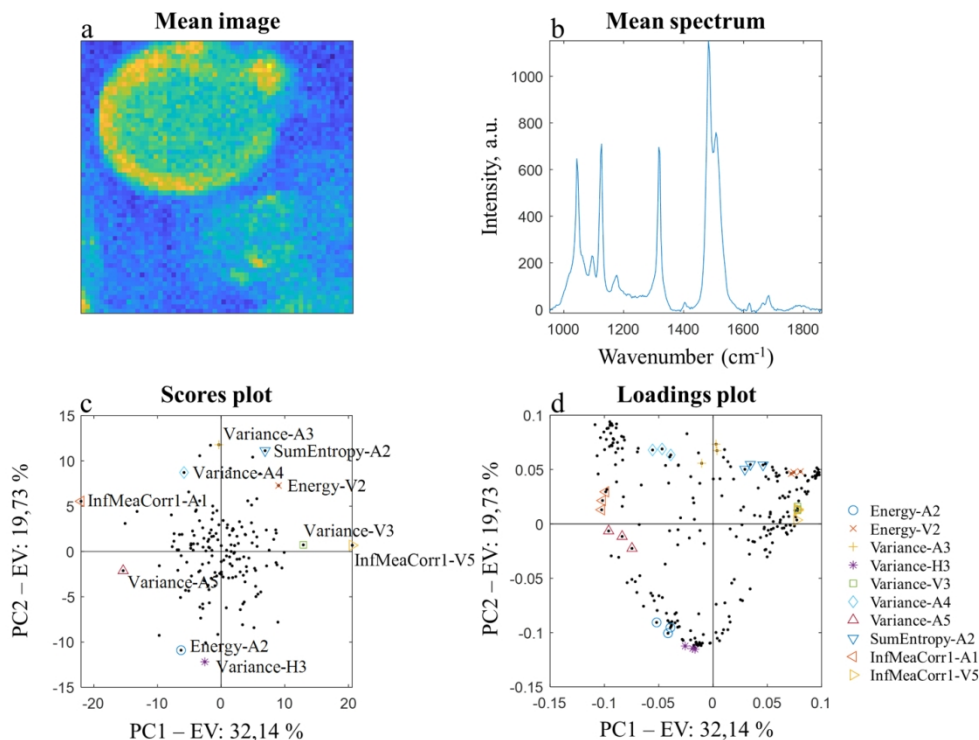 Mean image
a
Mean spectrum
b
1000
800
600
400
200
0
Intensity, a.u.
1000 1200 1400 1600 1800
Wavenumber (cm-1)
Scores plot
c
15
10
5
0
-5
-10
-15
PC2 – EV: 19,73 %
Variance-A3
SumEntropy-A2
Variance-A4
Energy-V2
InfMeaCorr1-A1
Variance-V3
InfMeaCorr1-V5
Variance-A5
Energy-A2
Variance-H3
-20 -10 0 10 20
PC1 – EV: 32,14 %
Loadings plot
d
0.1
0.05
0
-0.05
-0.1
-0.15
PC2 – EV: 19,73 %
-0.15 -0.1 -0.05 0 0.05 0.1
PC1 – EV: 32,14 %
Energy-A2
Energy-V2
Variance-A3
Variance-H3
Variance-V3
Variance-A4
Variance-A5
SumEntropy-A2
InfMeaCorr1-A1
InfMeaCorr1-V5